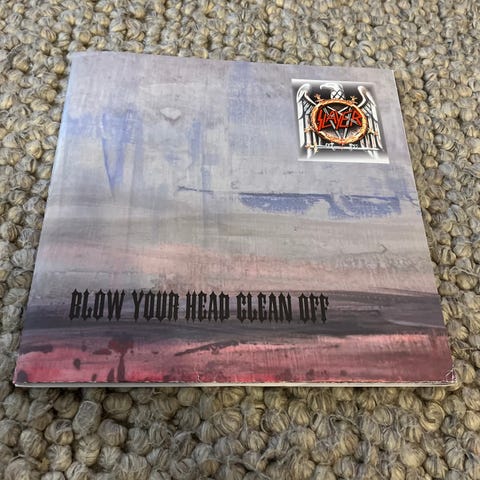 SLAYER
BLOW YOUR HEAD CLEAN OFF